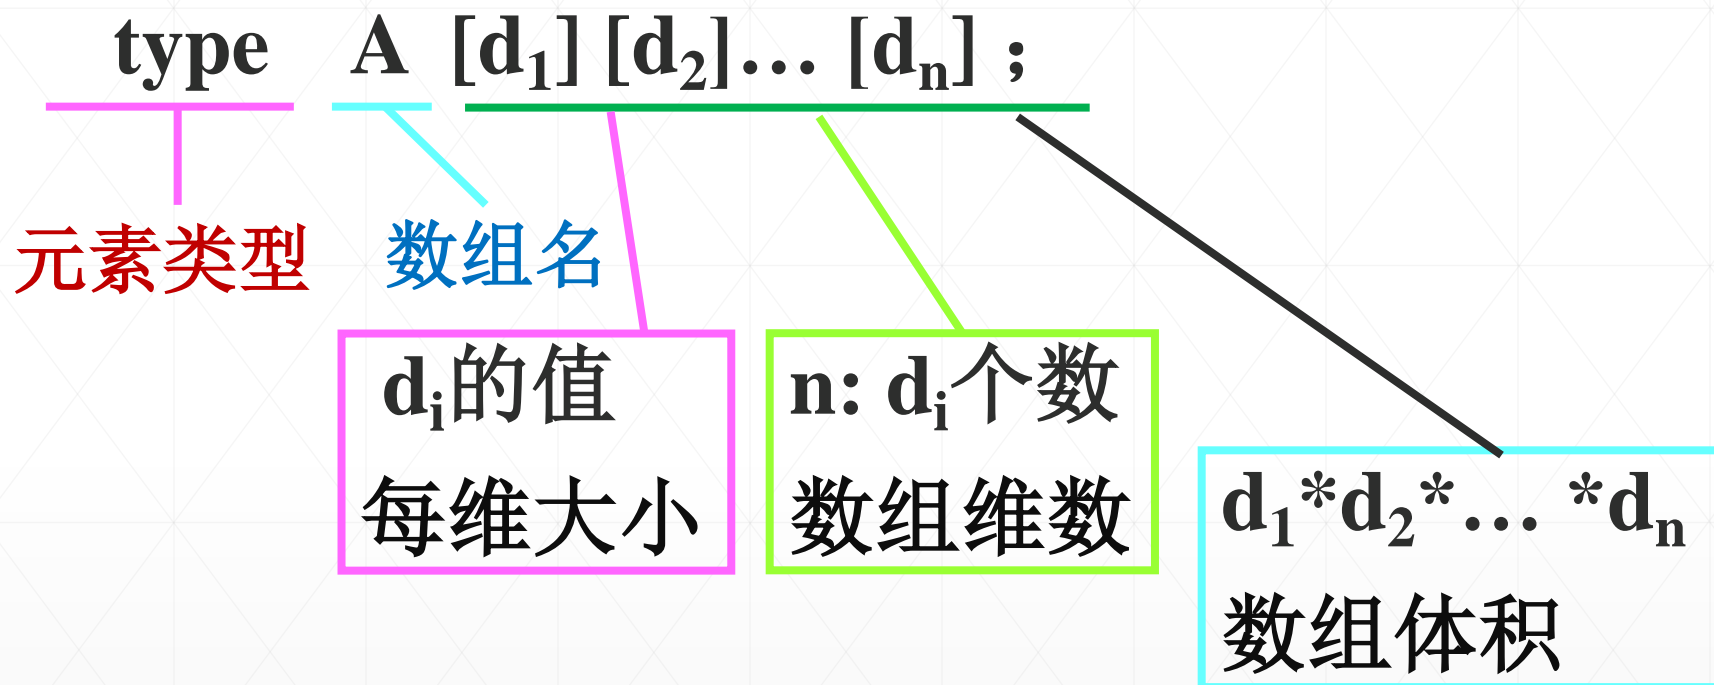 type A [d₁] [d₂]… [dₙ] ；
元素类型 数组名
dᵢ的值
每维大小
n: dᵢ个数
数组维数
d₁*d₂*… *dₙ
数组体积